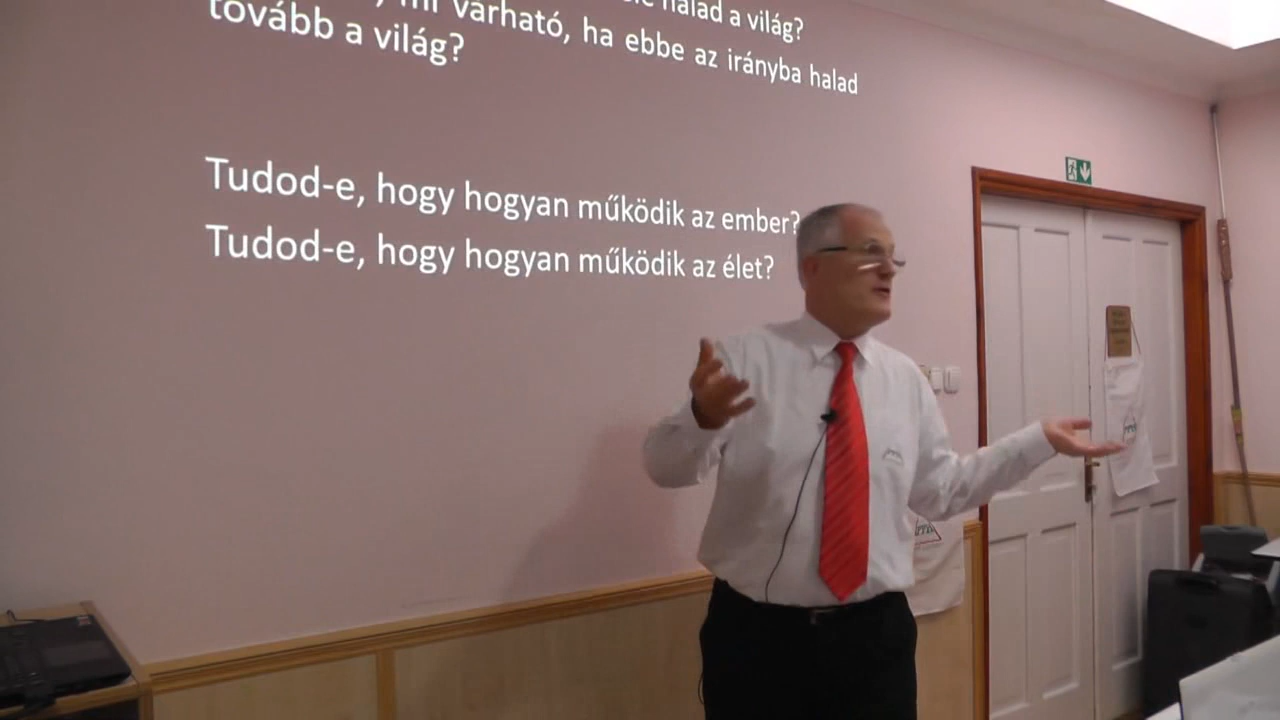 halad a világ?
várható, ha ebbe az irányba halad
tovább a világ?
Tudod-e, hogy hogyan működik az ember?
Tudod-e, hogy hogyan működik az élet?